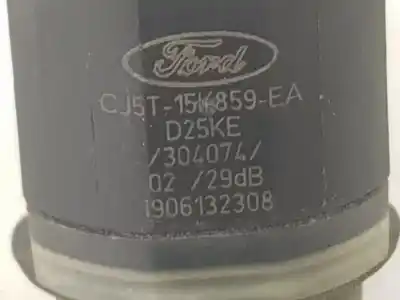 Ford
CJ5T-15K859-EA
D25KE
/304074/
02 /29dB
1906132308